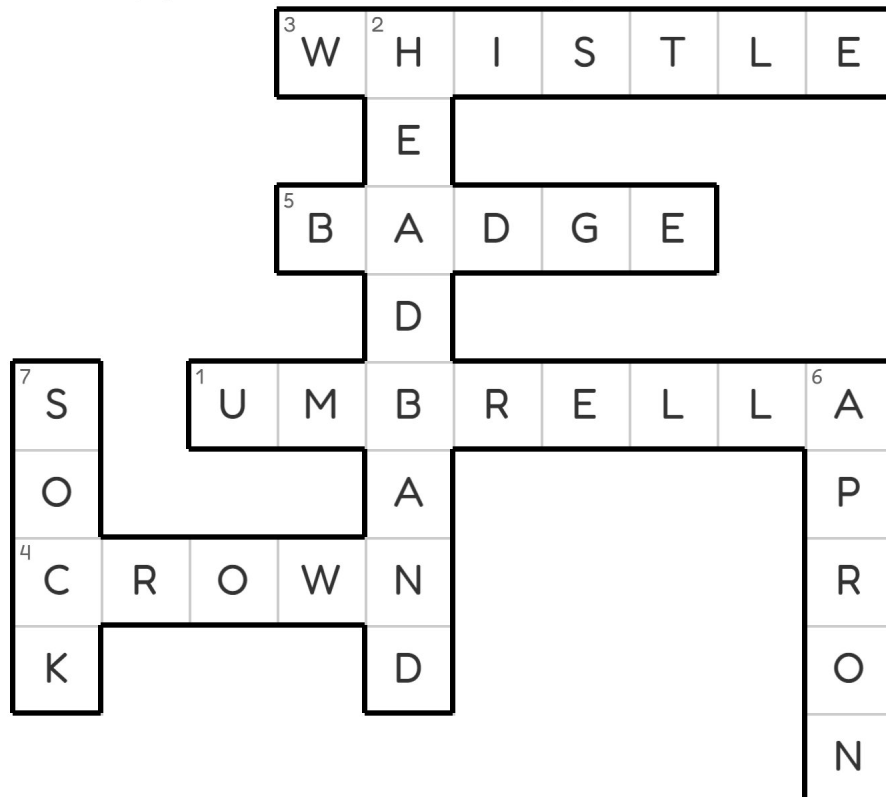 3 W 2 H I S T L E
E
5 B A D G E
D
7 S 1 U M B R E L L 6 A
O A P
4 C R O W N R
K D O
N